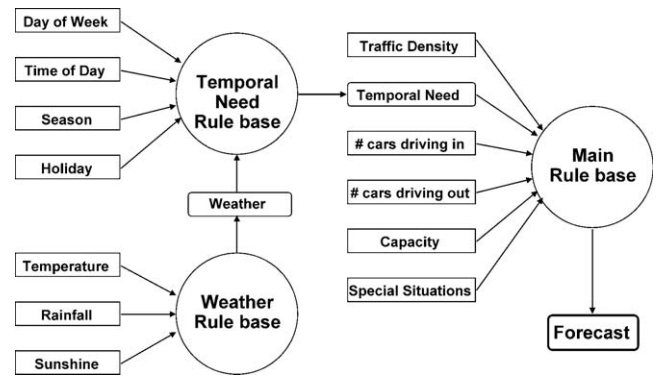 Day of Week
Time of Day
Season
Holiday
Temporal
Need
Rule base
Weather
Temperature
Rainfall
Sunshine
Weather
Rule base
Traffic Density
Temporal Need
# cars driving in
# cars driving out
Capacity
Special Situations
Main
Rule base
Forecast